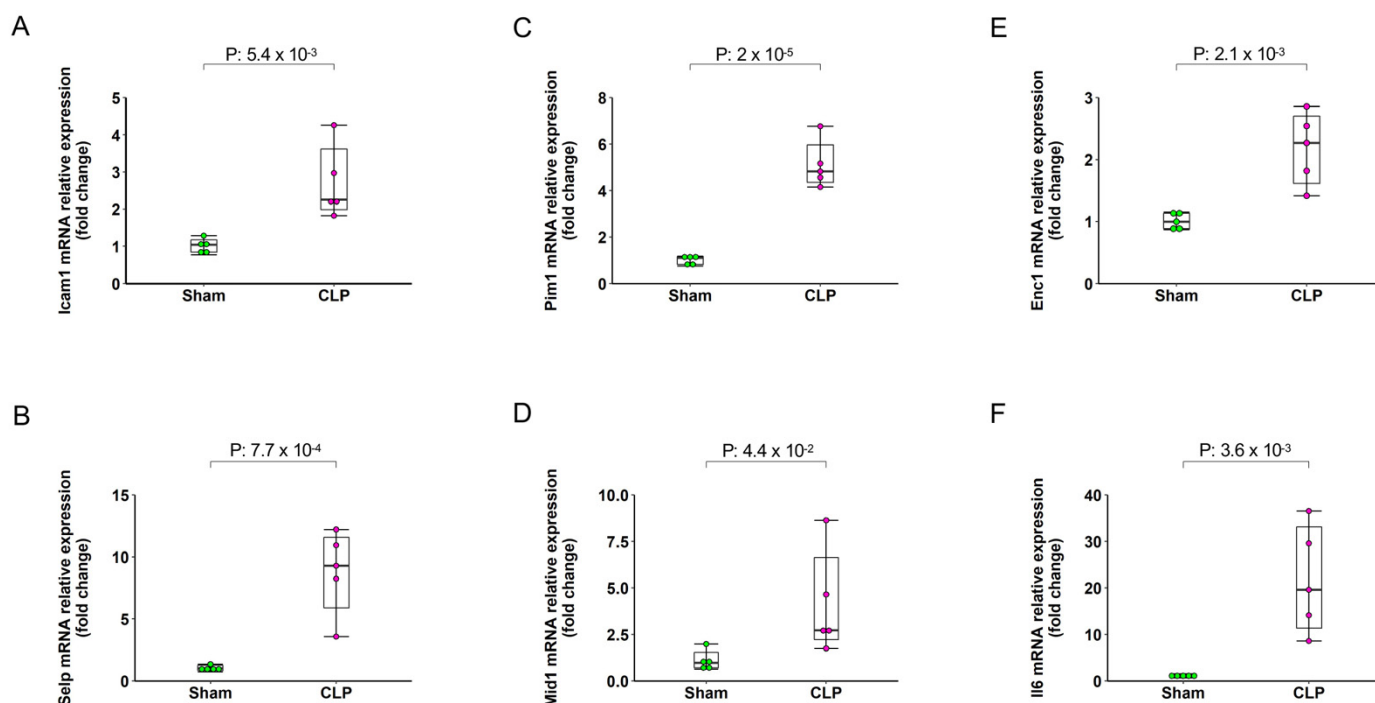 A
P: 5.4 x 10⁻³
Icam1 mRNA relative expression
(fold change)
5
4
3
2
1
0
Sham CLP
C
P: 2 x 10⁻⁵
Pim1 mRNA relative expression
(fold change)
8
6
4
2
0
Sham CLP
E
P: 2.1 x 10⁻³
Enc1 mRNA relative expression
(fold change)
3
2
1
0
Sham CLP
B
P: 7.7 x 10⁻⁴
Selp mRNA relative expression
(fold change)
15
10
5
0
Sham CLP
D
P: 4.4 x 10⁻²
Mid1 mRNA relative expression
(fold change)
10.0
7.5
5.0
2.5
0.0
Sham CLP
F
P: 3.6 x 10⁻³
Il6 mRNA relative expression
(fold change)
40
30
20
10
0
Sham CLP